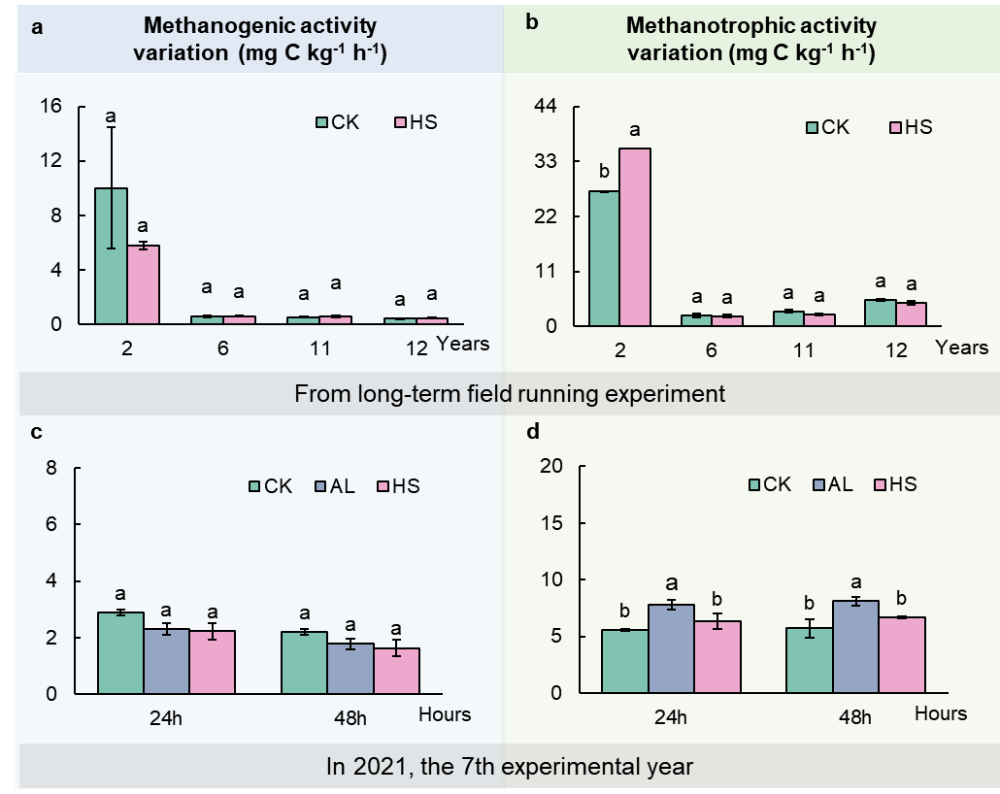 a
Methanogenic activity
variation (mg C kg⁻¹ h⁻¹)
b
Methanotrophic activity
variation (mg C kg⁻¹ h⁻¹)
16
12
8
4
0
CK HS
a
a
a a
a a
a a
2 6 11 12 Years
44
33
22
11
0
CK HS
b a
a a
a a
a a
2 6 11 12 Years
From long-term field running experiment
c
8
6
4
2
0
CK AL HS
a a a
a a a
24h 48h Hours
d
20
15
10
5
0
CK AL HS
b a b
b a b
24h 48h Hours
In 2021, the 7th experimental year